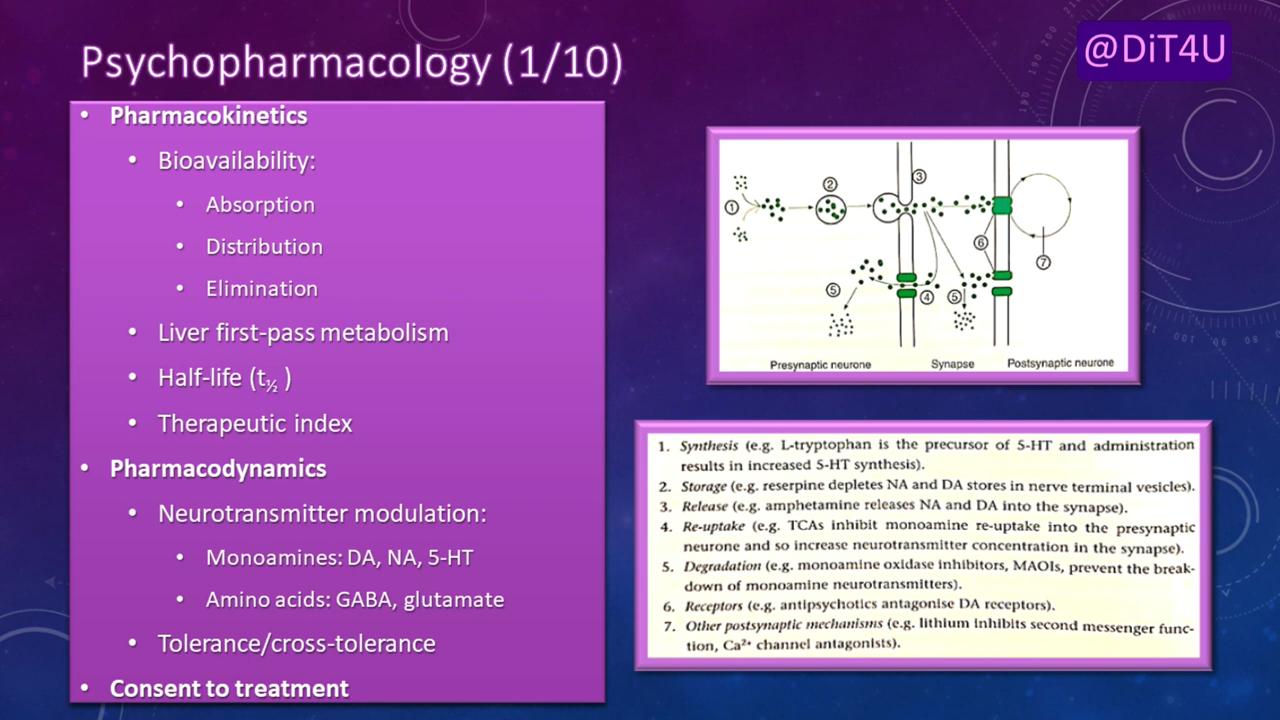 Psychopharmacology (1/10)
@DiT4U
• Pharmacokinetics
• Bioavailability:
• Absorption
• Distribution
• Elimination
• Liver first-pass metabolism
• Half-life (t½ )
• Therapeutic index
• Pharmacodynamics
• Neurotransmitter modulation:
• Monoamines: DA, NA, 5-HT
• Amino acids: GABA, glutamate
• Tolerance/cross-tolerance
• Consent to treatment
1
2
3
4
5
5
6
7
Presynaptic neurone
Synapse
Postsynaptic neurone
1. Synthesis (e.g. L-tryptophan is the precursor of 5-HT and administration
results in increased 5-HT synthesis).
2. Storage (e.g. reserpine depletes NA and DA stores in nerve terminal vesicles).
3. Release (e.g. amphetamine releases NA and DA into the synapse).
4. Re-uptake (e.g. TCAs inhibit monoamine re-uptake into the presynaptic
neurone and so increase neurotransmitter concentration in the synapse).
5. Degradation (e.g. monoamine oxidase inhibitors, MAOIs, prevent the break-
down of monoamine neurotransmitters).
6. Receptors (e.g. antipsychotics antagonise DA receptors).
7. Other postsynaptic mechanisms (e.g. lithium inhibits second messenger func-
tion, Ca²⁺ channel antagonists).